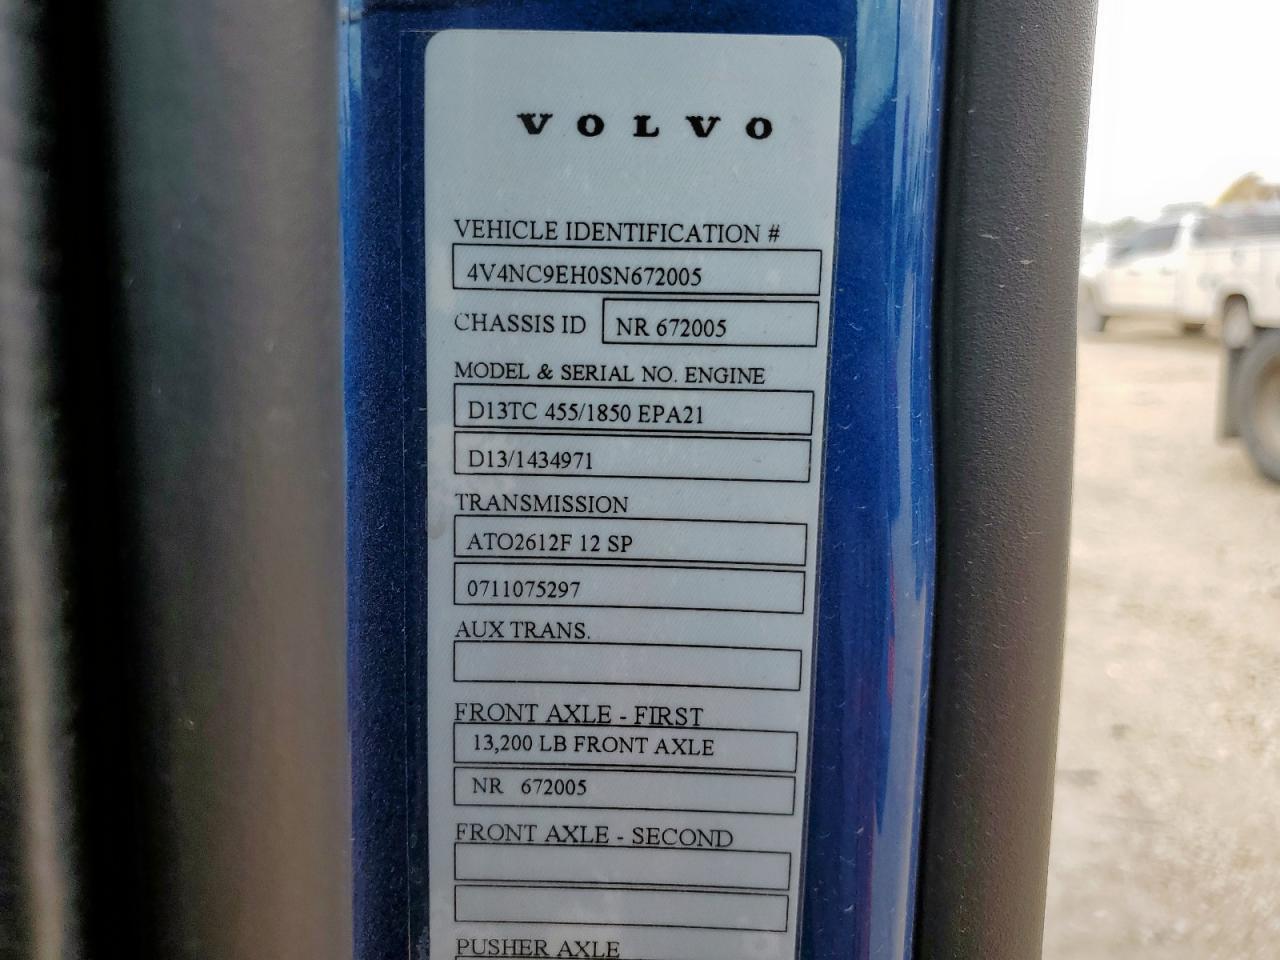 VOLVO
VEHICLE IDENTIFICATION #
4V4NC9EH0SN672005
CHASSIS ID NR 672005
MODEL & SERIAL NO. ENGINE
D13TC 455/1850 EPA21
D13/1434971
TRANSMISSION
ATO2612F 12 SP
0711075297
AUX TRANS.
FRONT AXLE - FIRST
13,200 LB FRONT AXLE
NR 672005
FRONT AXLE - SECOND
PUSHER AXLE